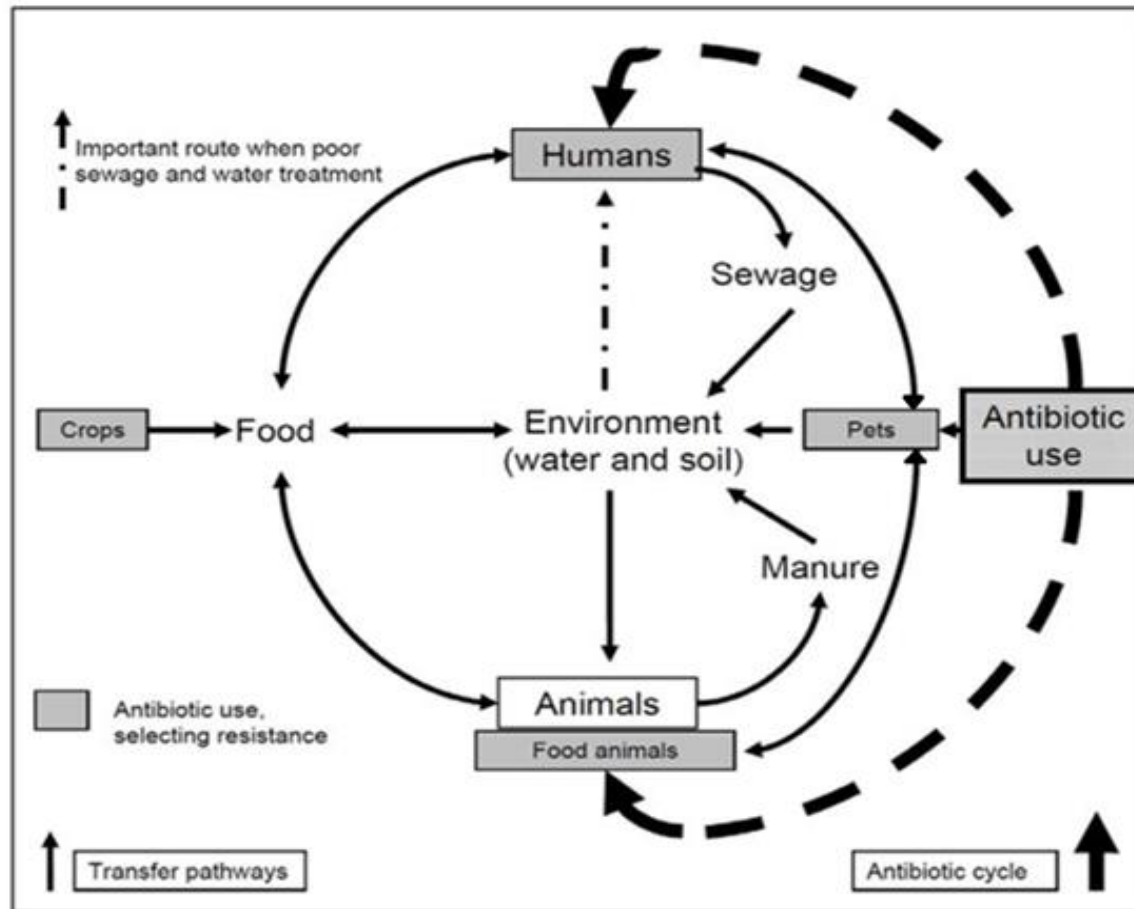 Important route when poor
sewage and water treatment
Humans
Sewage
Crops
Food
Environment
(water and soil)
Pets
Antibiotic
use
Manure
Animals
Food animals
Antibiotic use,
selecting resistance
Transfer pathways
Antibiotic cycle